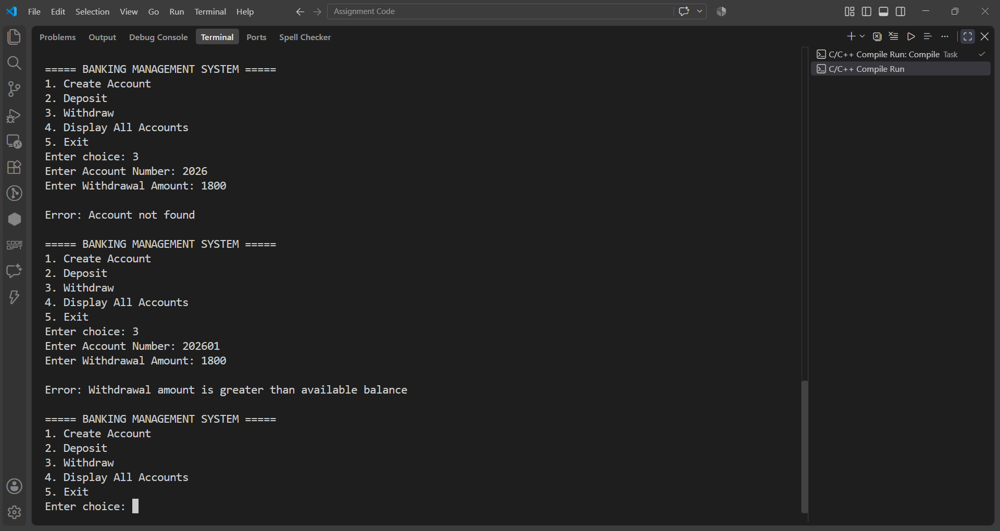 File Edit Selection View Go Run Terminal Help Assignment Code
Problems Output Debug Console Terminal Ports Spell Checker
===== BANKING MANAGEMENT SYSTEM =====
1. Create Account
2. Deposit
3. Withdraw
4. Display All Accounts
5. Exit
Enter choice: 3
Enter Account Number: 2026
Enter Withdrawal Amount: 1800
Error: Account not found
===== BANKING MANAGEMENT SYSTEM =====
1. Create Account
2. Deposit
3. Withdraw
4. Display All Accounts
5. Exit
Enter choice: 3
Enter Account Number: 202601
Enter Withdrawal Amount: 1800
Error: Withdrawal amount is greater than available balance
===== BANKING MANAGEMENT SYSTEM =====
1. Create Account
2. Deposit
3. Withdraw
4. Display All Accounts
5. Exit
Enter choice:
C/C++ Compile Run: Compile Task
C/C++ Compile Run
CODE
GPT